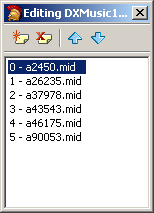 Editing DXMusic1...
0 - a2450.mid
1 - a26235.mid
2 - a37978.mid
3 - a43543.mid
4 - a46175.mid
5 - a90053.mid